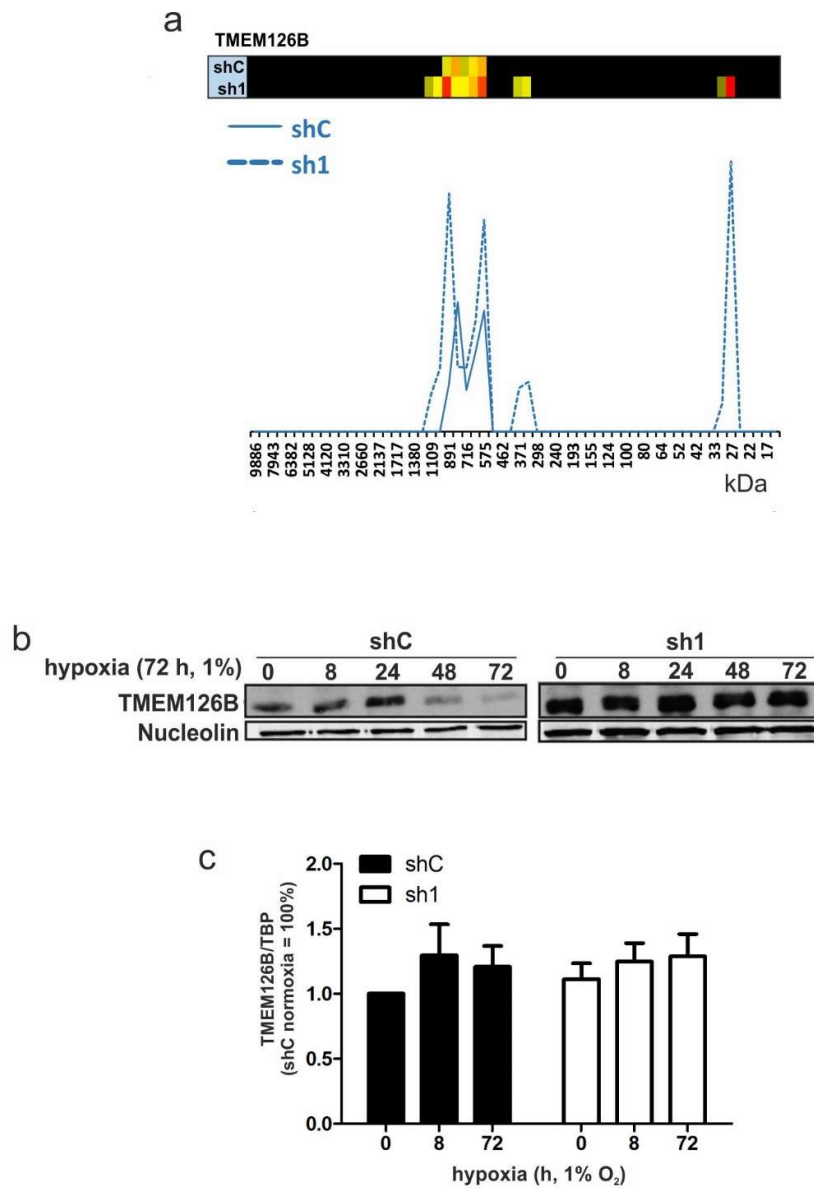 a
TMEM126B
shC
sh1
shC
sh1
9886 7943 6382 5128 4120 3310 2660 2137 1717 1380 1109 891 716 575 462 371 298 240 193 155 124 100 80 64 52 42 33 27 22 17
kDa
b
shC sh1
hypoxia (72 h, 1%) 0 8 24 48 72 0 8 24 48 72
TMEM126B
Nucleolin
c
shC
sh1
TMEM126B/TBP
(shC normoxia = 100%)
2.0
1.5
1.0
0.5
0.0
0 8 72 0 8 72
hypoxia (h, 1% O₂)